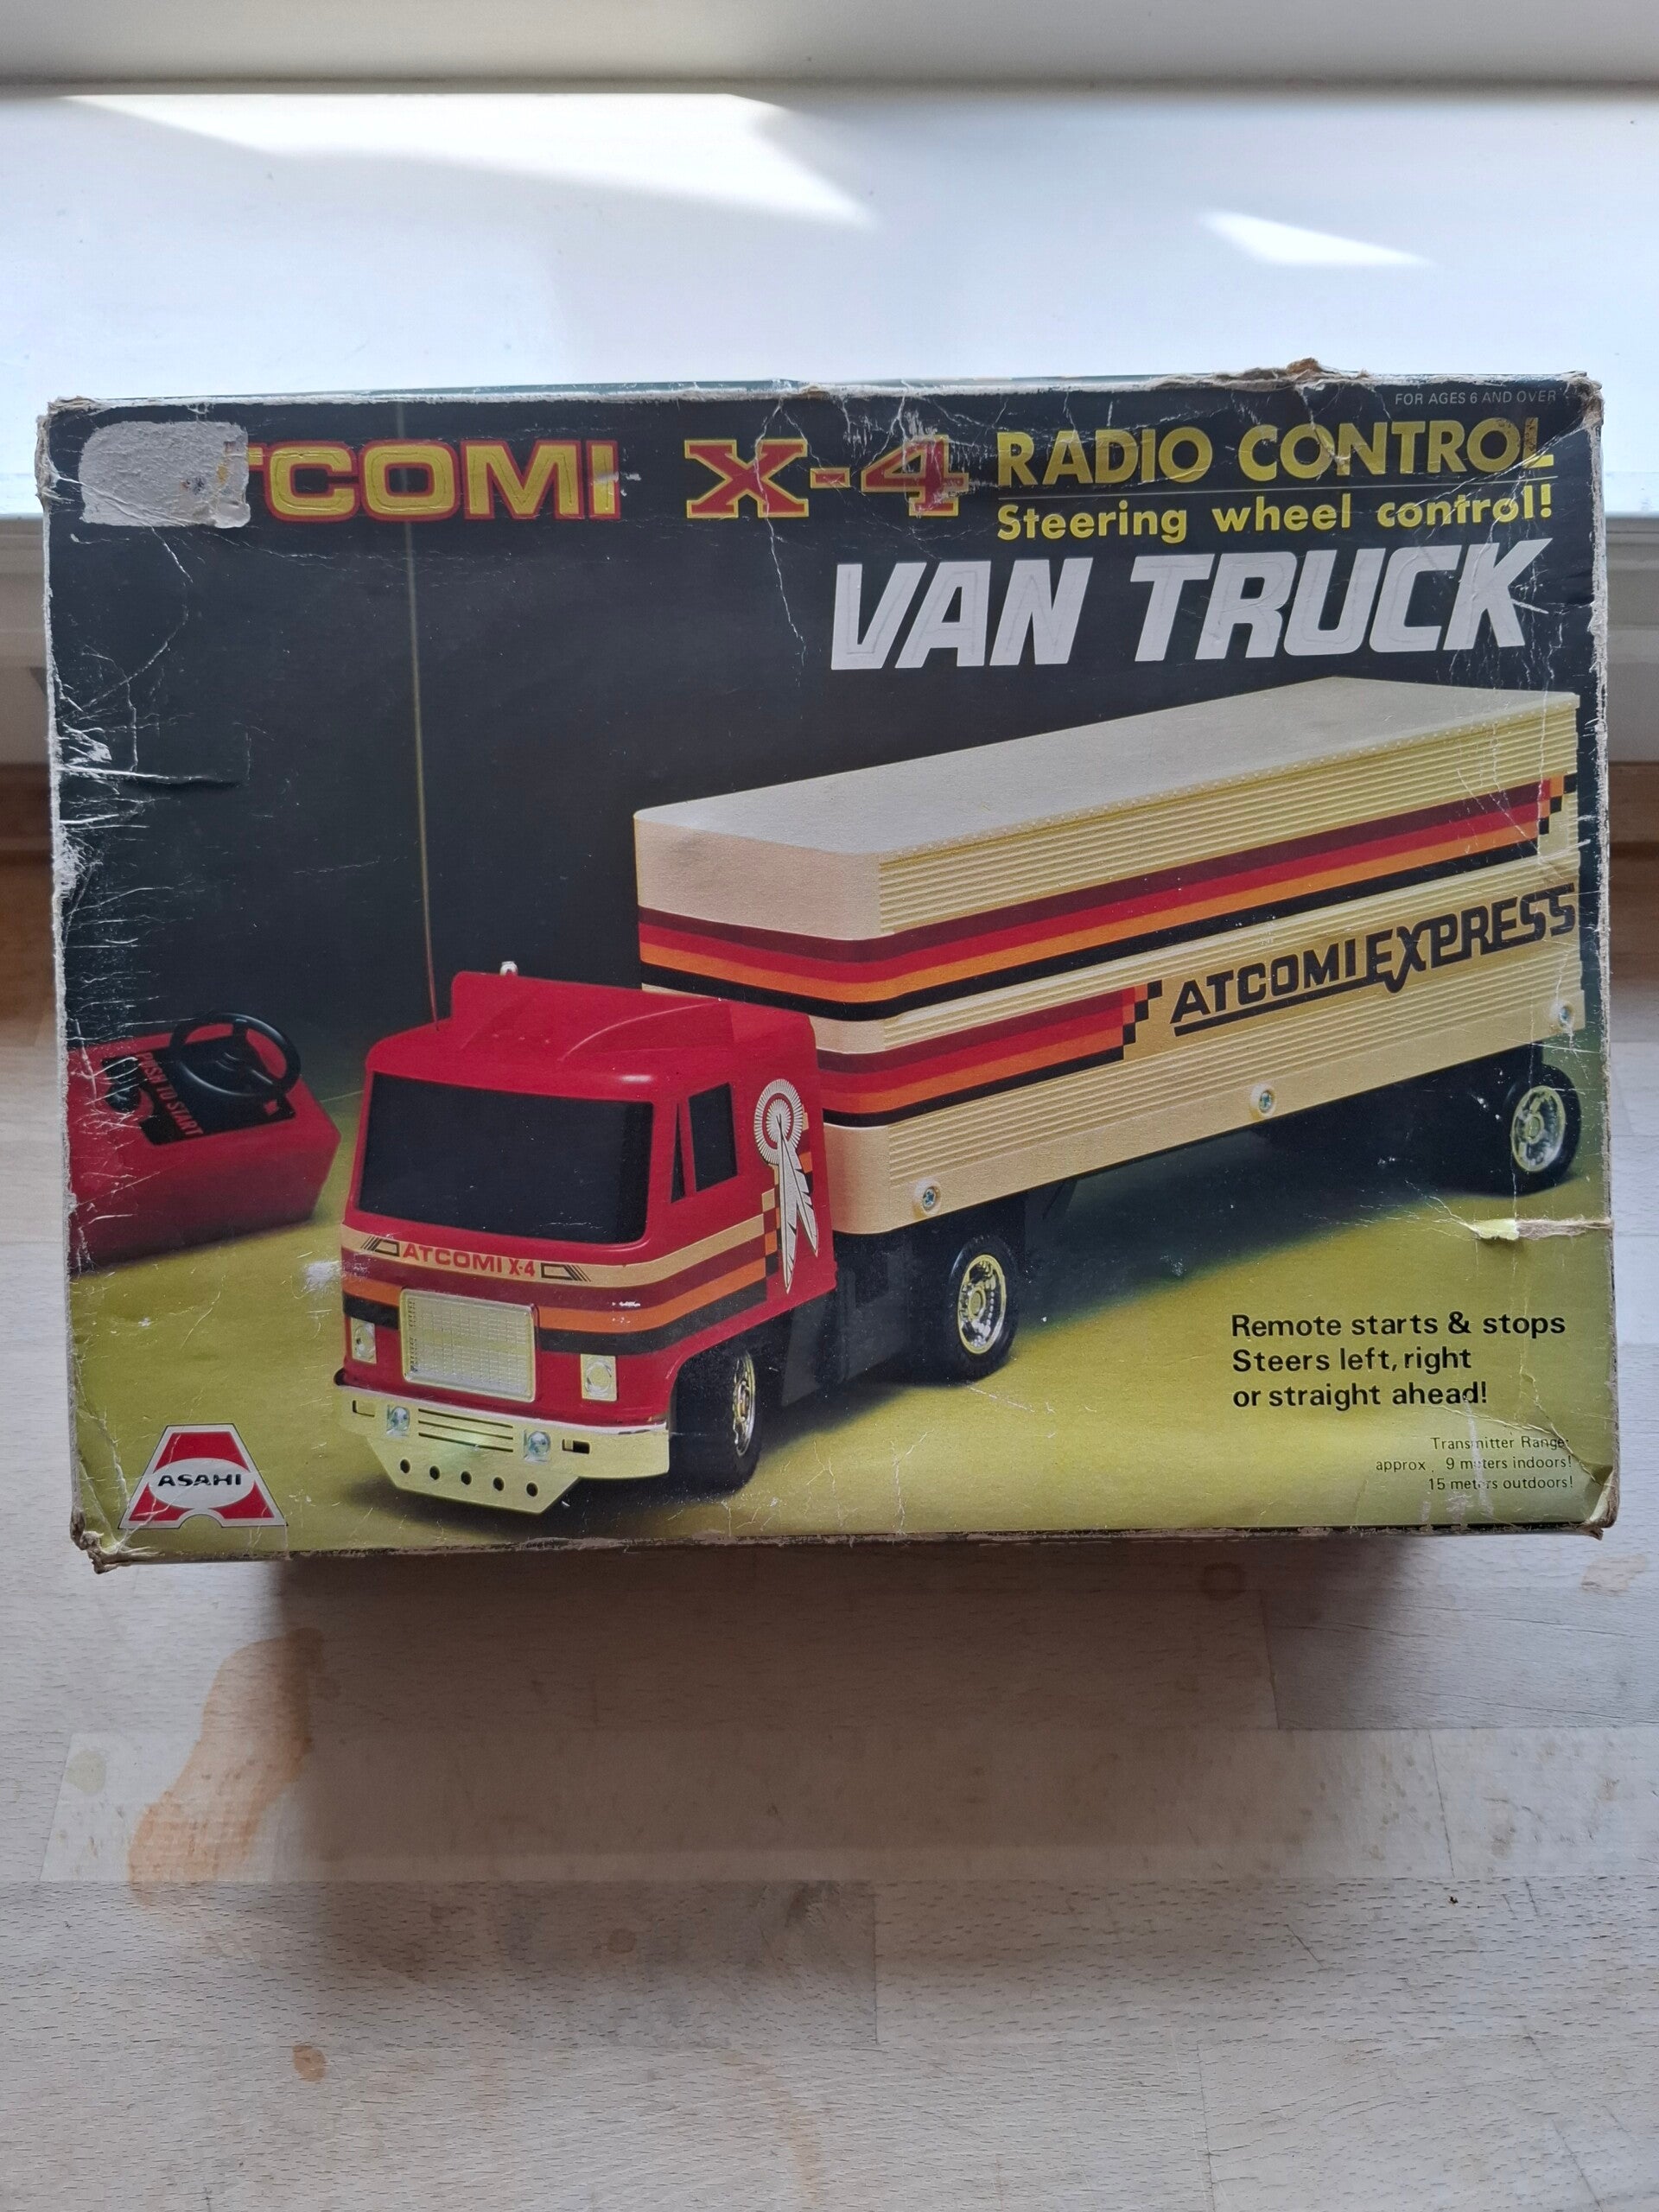 FOR AGES 6 AND OVER
TCOMI X-4 RADIO CONTROL
Steering wheel control!
VAN TRUCK
ATCOMI EXPRESS
PUSH TO START
ATCOMI X-4
Remote starts & stops
Steers left, right
or straight ahead!
Transmitter Range:
approx. 9 meters indoors!
15 meters outdoors!
ASAHI